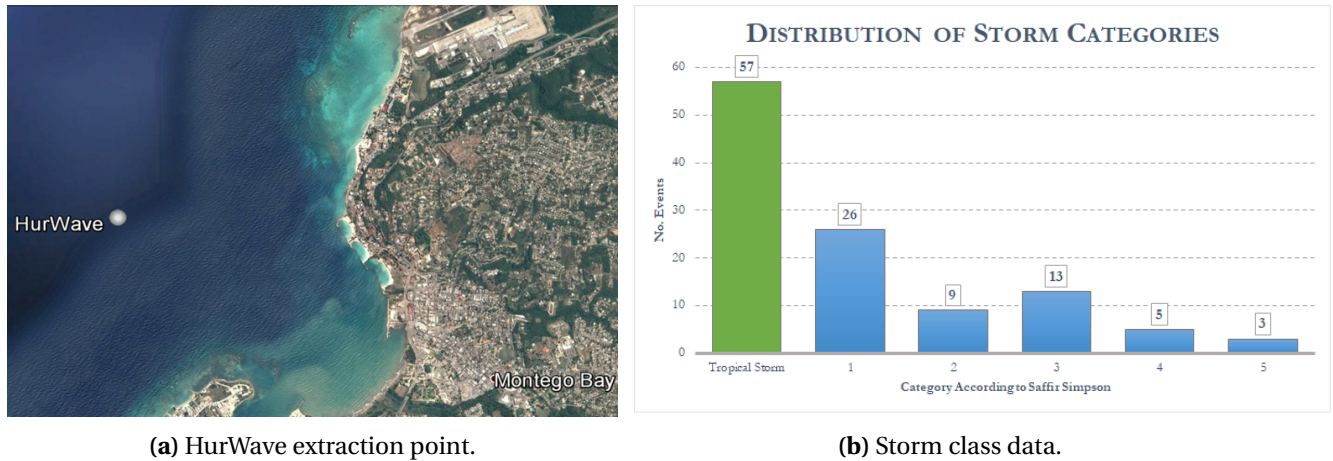 HurWave
Montego Bay
(a) HurWave extraction point.
DISTRIBUTION OF STORM CATEGORIES
No. Events
60
50
40
30
20
10
0
57
26
9
13
5
3
Tropical Storm 1 2 3 4 5
Category According to Saffir Simpson
(b) Storm class data.